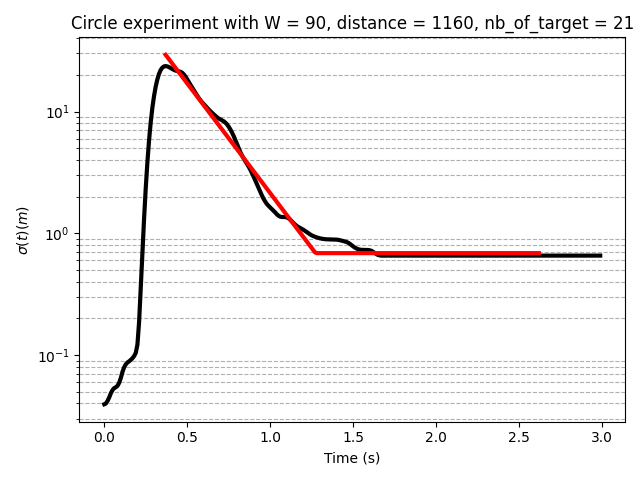 Circle experiment with W = 90, distance = 1160, nb_of_target = 21
10¹
10⁰
10⁻¹
σ(t)(m)
0.0 0.5 1.0 1.5 2.0 2.5 3.0
Time (s)